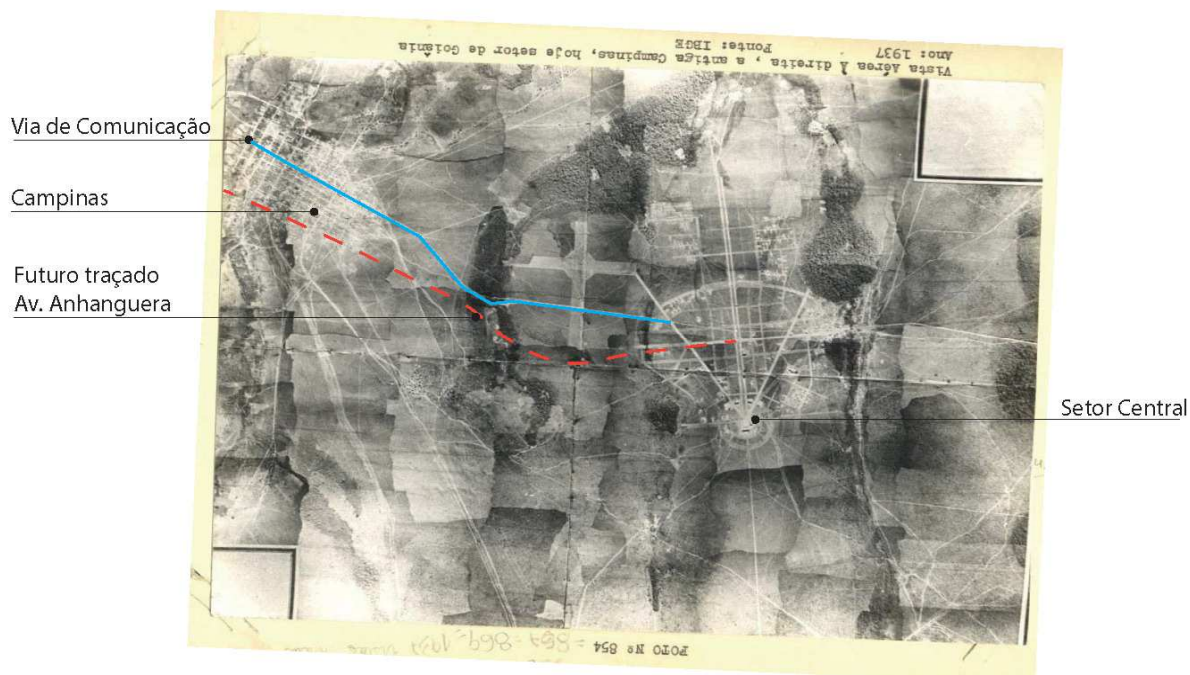 Vista Aérea À direita , a antiga Campinas, hoje setor de Goiânia
Ano: 1937 Fonte: IBGE
Via de Comunicação
Campinas
Futuro traçado
Av. Anhanguera
Setor Central
FOTO Nº 854